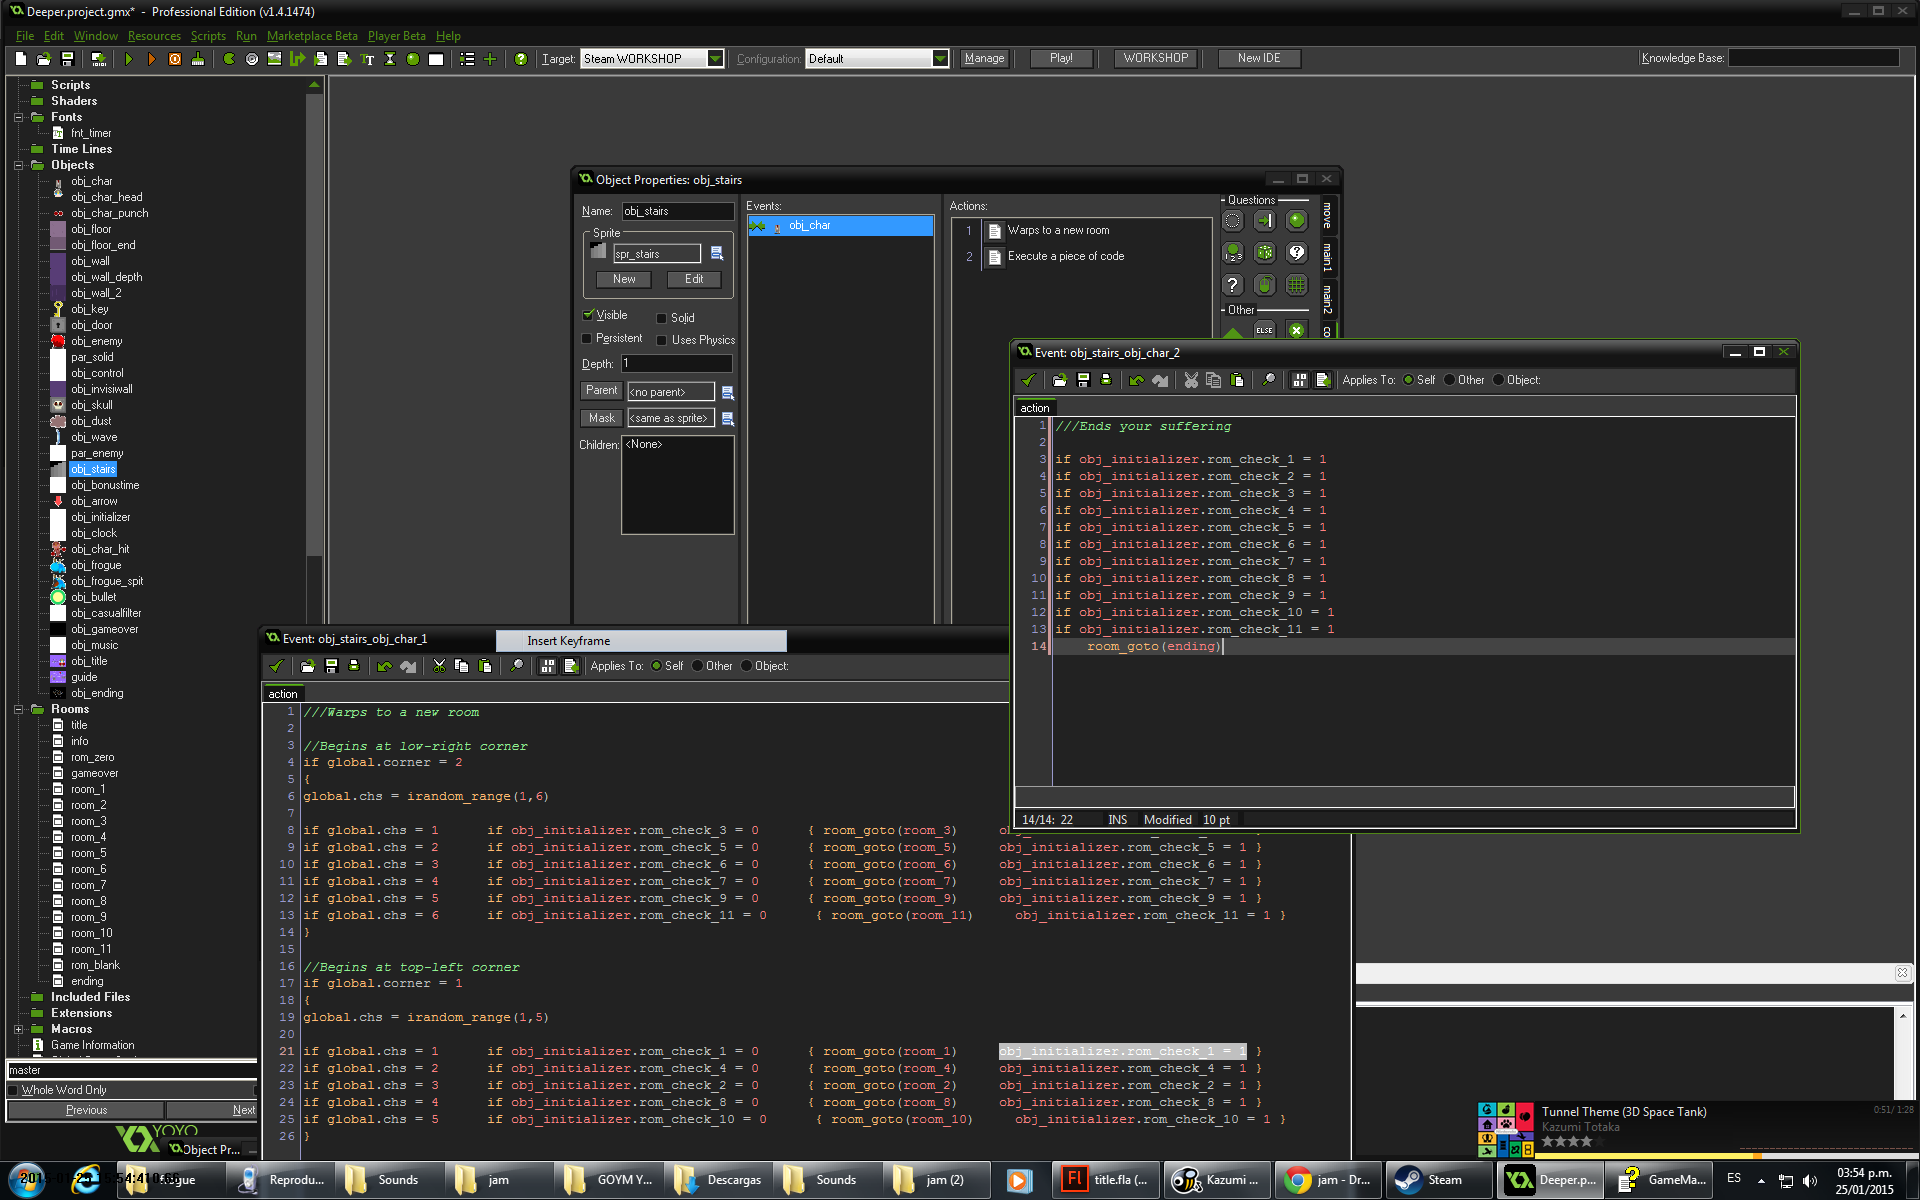 Deeper.project.gmx* - Professional Edition (v1.4.1474)
File Edit Window Resources Scripts Run Marketplace Beta Player Beta Help
Target: Steam WORKSHOP Configuration: Default Manage Play! WORKSHOP New IDE Knowledge Base:
Scripts
Shaders
Fonts
fnt_timer
Time Lines
Objects
obj_char
obj_char_head
obj_char_punch
obj_floor
obj_floor_end
obj_wall
obj_wall_depth
obj_wall_2
obj_key
obj_door
obj_enemy
par_solid
obj_control
obj_invisiwall
obj_skull
obj_dust
obj_wave
par_enemy
obj_stairs
obj_bonustime
obj_arrow
obj_initializer
obj_clock
obj_char_hit
obj_frogue
obj_frogue_spit
obj_bullet
obj_casualfilter
obj_gameover
obj_music
obj_title
guide
obj_ending
Rooms
title
info
rom_zero
gameover
room_1
room_2
room_3
room_4
room_5
room_6
room_7
room_8
room_9
room_10
room_11
rom_blank
ending
Included Files
Extensions
Macros
Game Information
master
Whole Word Only
Previous Next
YOYO
Object Pr...
Object Properties: obj_stairs
Name: obj_stairs
Sprite
spr_stairs
New Edit
Visible Solid
Persistent Uses Physics
Depth: 1
Parent <no parent>
Mask <same as sprite>
Children: <None>
Events:
obj_char
Actions:
1 Warps to a new room
2 Execute a piece of code
Questions
Other
ELSE
move
main1
main2
co
Event: obj_stairs_obj_char_2
Applies To: Self Other Object:
action
1 ///Ends your suffering
2
3 if obj_initializer.rom_check_1 = 1
4 if obj_initializer.rom_check_2 = 1
5 if obj_initializer.rom_check_3 = 1
6 if obj_initializer.rom_check_4 = 1
7 if obj_initializer.rom_check_5 = 1
8 if obj_initializer.rom_check_6 = 1
9 if obj_initializer.rom_check_7 = 1
10 if obj_initializer.rom_check_8 = 1
11 if obj_initializer.rom_check_9 = 1
12 if obj_initializer.rom_check_10 = 1
13 if obj_initializer.rom_check_11 = 1
14 room_goto(ending)
14/14: 22 INS Modified 10 pt
Event: obj_stairs_obj_char_1
Insert Keyframe
Applies To: Self Other Object:
action
1 ///Warps to a new room
2
3 //Begins at low-right corner
4 if global.corner = 2
5 {
6 global.chs = irandom_range(1,6)
7
8 if global.chs = 1 if obj_initializer.rom_check_3 = 0 { room_goto(room_3)
9 if global.chs = 2 if obj_initializer.rom_check_5 = 0 { room_goto(room_5) obj_initializer.rom_check_5 = 1 }
10 if global.chs = 3 if obj_initializer.rom_check_6 = 0 { room_goto(room_6) obj_initializer.rom_check_6 = 1 }
11 if global.chs = 4 if obj_initializer.rom_check_7 = 0 { room_goto(room_7) obj_initializer.rom_check_7 = 1 }
12 if global.chs = 5 if obj_initializer.rom_check_9 = 0 { room_goto(room_9) obj_initializer.rom_check_9 = 1 }
13 if global.chs = 6 if obj_initializer.rom_check_11 = 0 { room_goto(room_11) obj_initializer.rom_check_11 = 1 }
14 }
15
16 //Begins at top-left corner
17 if global.corner = 1
18 {
19 global.chs = irandom_range(1,5)
20
21 if global.chs = 1 if obj_initializer.rom_check_1 = 0 { room_goto(room_1) obj_initializer.rom_check_1 = 1 }
22 if global.chs = 2 if obj_initializer.rom_check_4 = 0 { room_goto(room_4) obj_initializer.rom_check_4 = 1 }
23 if global.chs = 3 if obj_initializer.rom_check_2 = 0 { room_goto(room_2) obj_initializer.rom_check_2 = 1 }
24 if global.chs = 4 if obj_initializer.rom_check_8 = 0 { room_goto(room_8) obj_initializer.rom_check_8 = 1 }
25 if global.chs = 5 if obj_initializer.rom_check_10 = 0 { room_goto(room_10) obj_initializer.rom_check_10 = 1 }
26 }
Tunnel Theme (3D Space Tank) 0:51/ 1:28
Kazumi Totaka
Reprodu... Sounds jam GOYM Y... Descargas Sounds jam (2) title.fla (... Kazumi ... jam - Dr... Steam Deeper.p... GameMa... ES 03:54 p.m.
25/01/2015